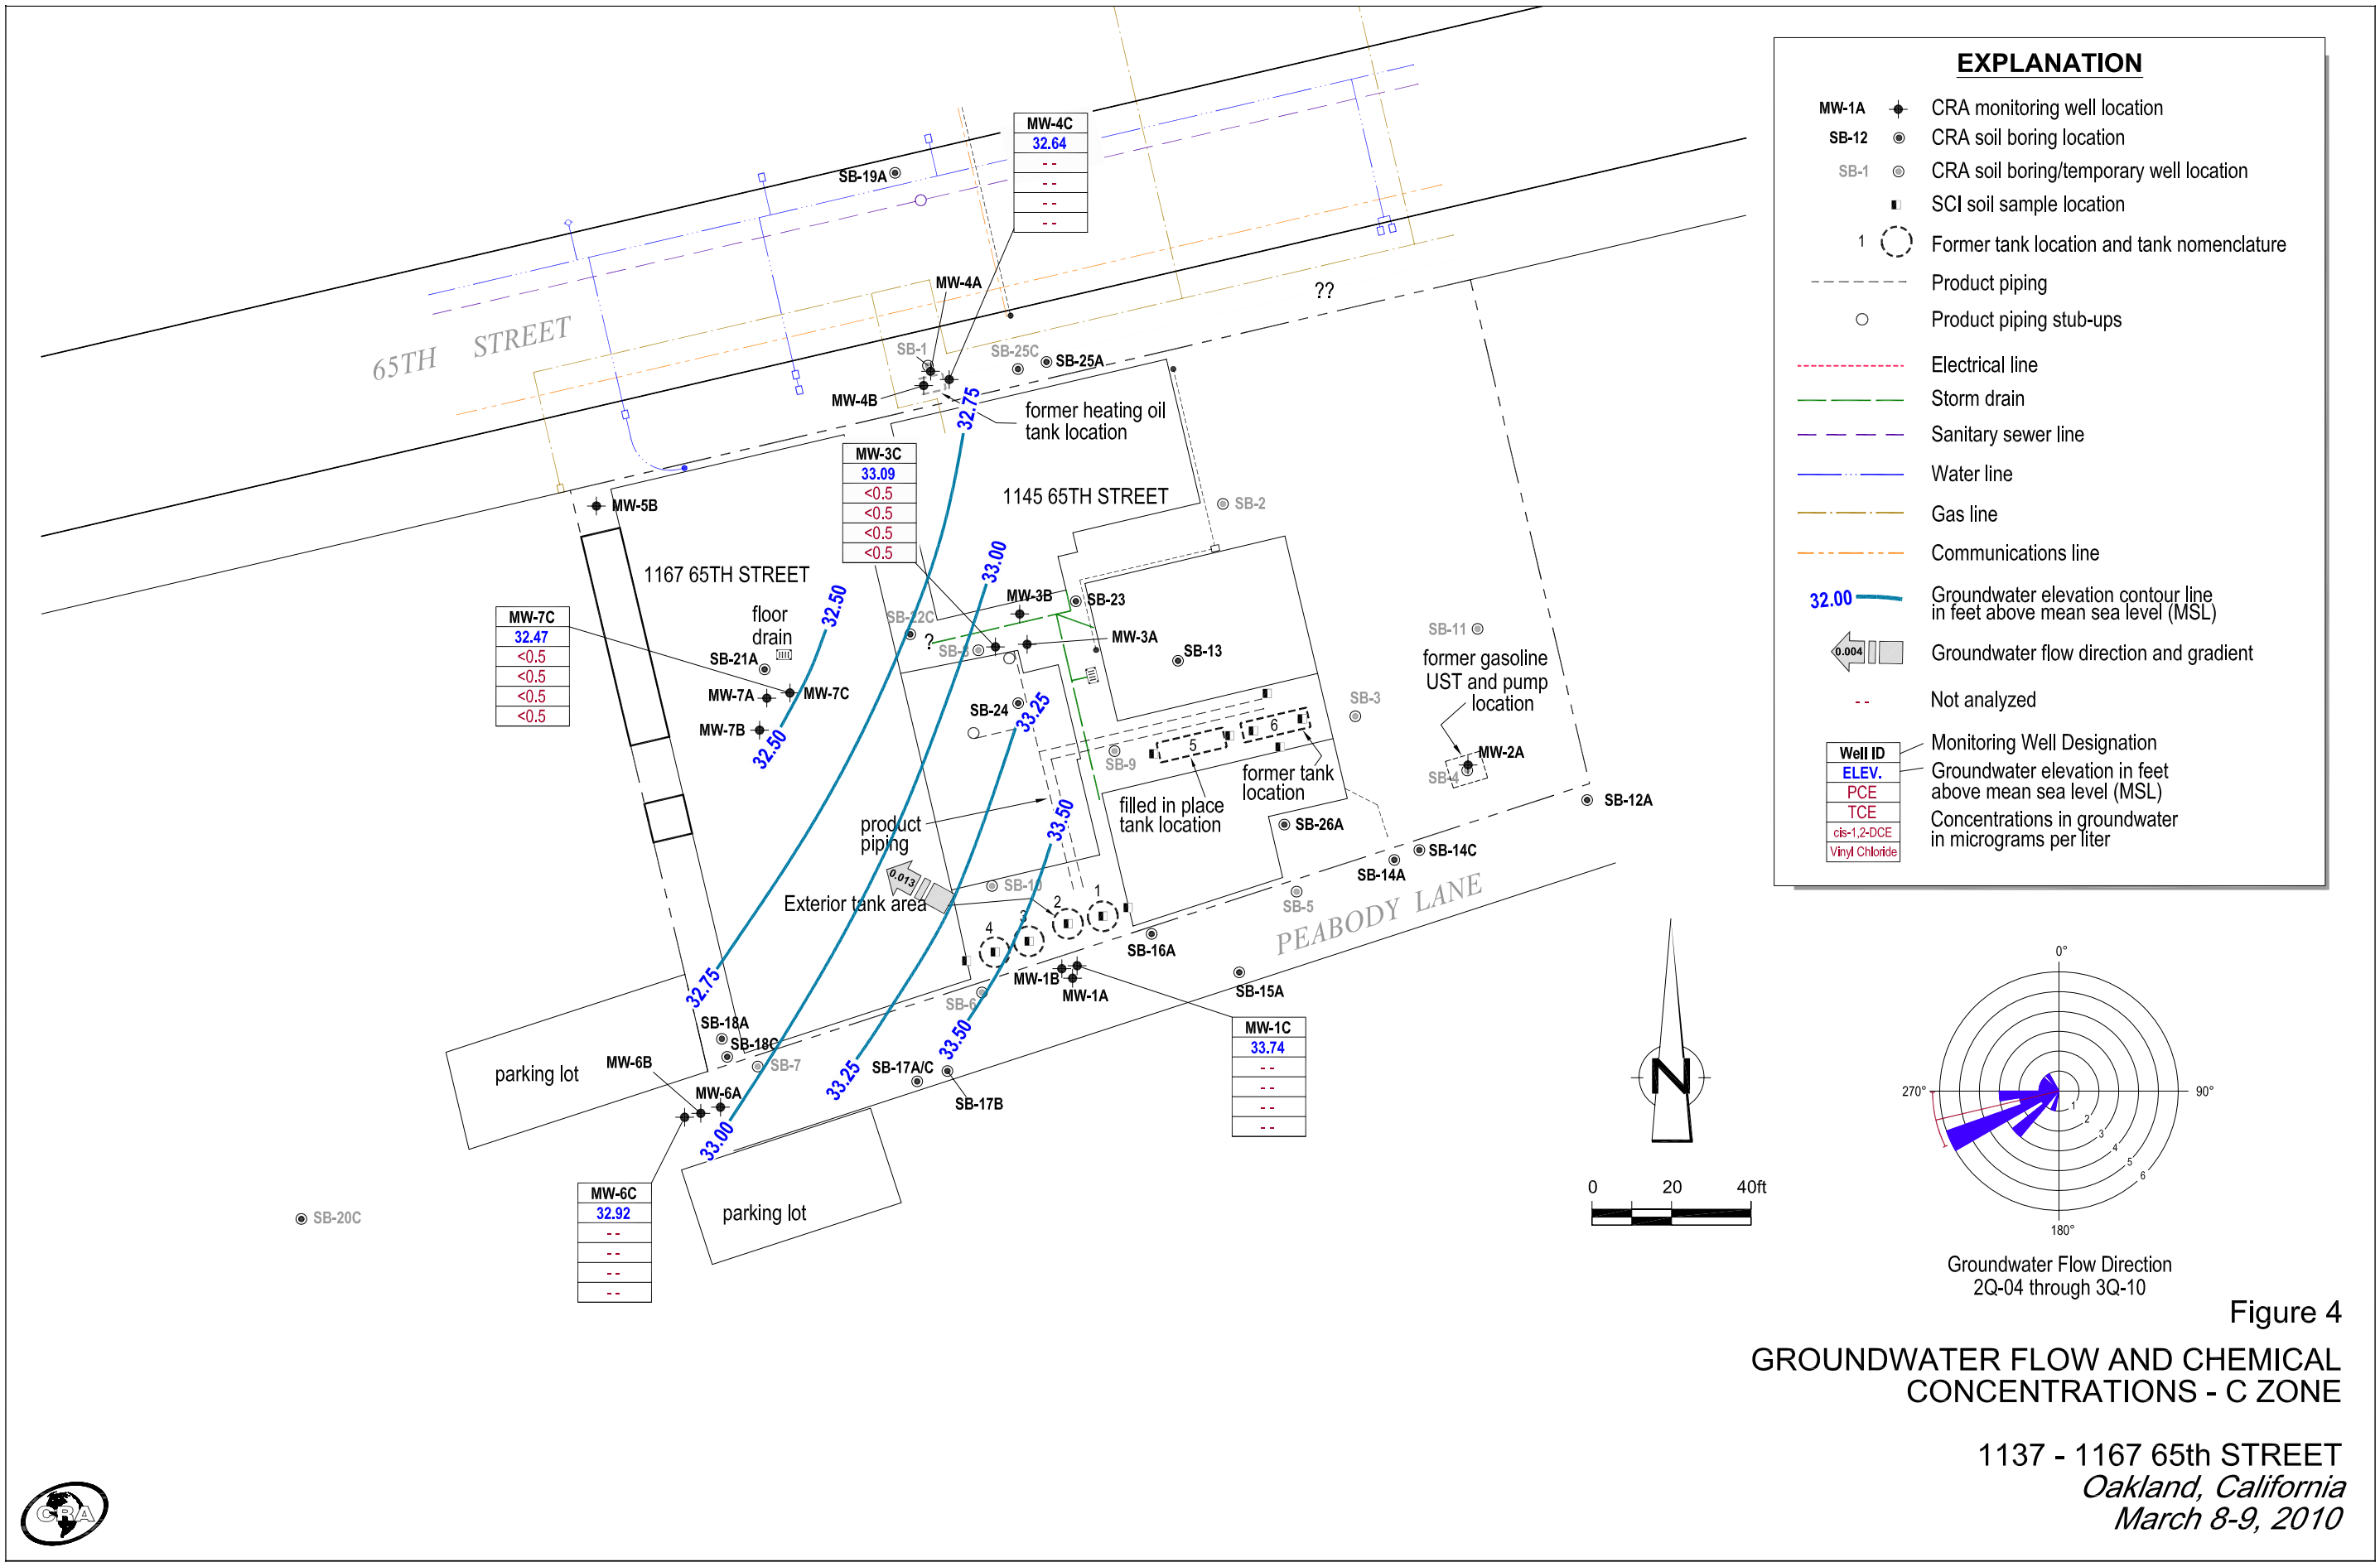 EXPLANATION
MW-1A CRA monitoring well location
SB-12 CRA soil boring location
SB-1 CRA soil boring/temporary well location
SCI soil sample location
1 Former tank location and tank nomenclature
Product piping
Product piping stub-ups
Electrical line
Storm drain
Sanitary sewer line
Water line
Gas line
Communications line
32.00 Groundwater elevation contour line
in feet above mean sea level (MSL)
0.004 Groundwater flow direction and gradient
- - Not analyzed
Well ID
ELEV.
PCE
TCE
cis-1,2-DCE
Vinyl Chloride
Monitoring Well Designation
Groundwater elevation in feet
above mean sea level (MSL)
Concentrations in groundwater
in micrograms per liter
MW-4C
32.64
- -
- -
- -
- -
SB-19A
65TH STREET
MW-4A
??
SB-1
SB-25C
SB-25A
MW-4B
32.75
former heating oil
tank location
MW-3C
33.09
<0.5
<0.5
<0.5
<0.5
1145 65TH STREET
SB-2
MW-5B
1167 65TH STREET
33.00
32.50
floor
drain
MW-7C
32.47
<0.5
<0.5
<0.5
<0.5
SB-22C
?
MW-3B
SB-23
MW-3A
SB-8
SB-13
SB-11
SB-21A
MW-7A
MW-7C
MW-7B
32.50
SB-24
33.25
SB-3
former gasoline
UST and pump
location
MW-2A
SB-4
5
6
SB-9
former tank
location
filled in place
tank location
SB-12A
SB-26A
33.50
product
piping
SB-14C
SB-14A
0.013
Exterior tank area
SB-10
1
2
3
4
SB-5
PEABODY LANE
SB-16A
MW-1B
MW-1A
SB-6
SB-15A
32.75
33.50
MW-1C
33.74
- -
- -
- -
- -
SB-18A
SB-18C
SB-7
SB-17A/C
SB-17B
33.25
parking lot
MW-6B
MW-6A
33.00
MW-6C
32.92
- -
- -
- -
- -
parking lot
SB-20C
N
0 20 40ft
0°
270°
90°
180°
1
2
3
4
5
6
Groundwater Flow Direction
2Q-04 through 3Q-10
Figure 4
GROUNDWATER FLOW AND CHEMICAL
CONCENTRATIONS - C ZONE
1137 - 1167 65th STREET
Oakland, California
March 8-9, 2010
CRA